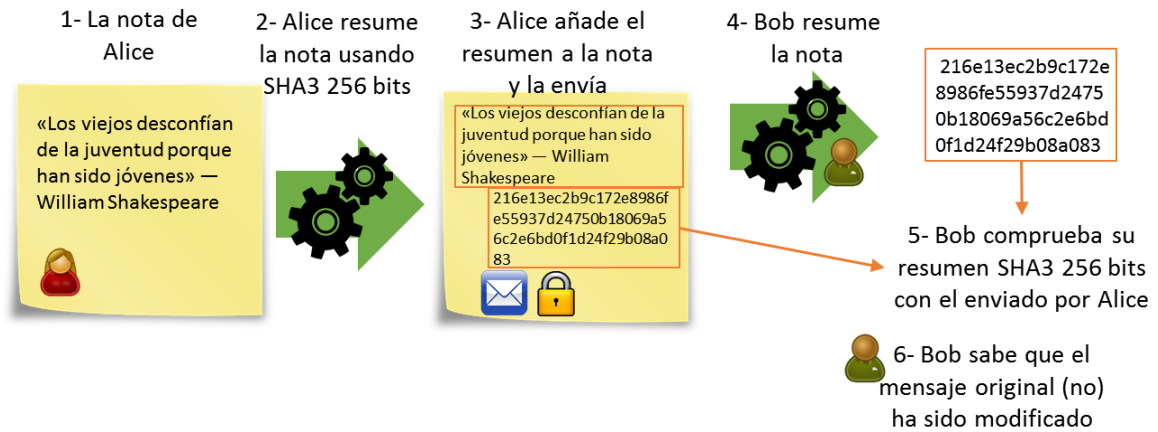 1- La nota de
Alice
«Los viejos desconfían
de la juventud porque
han sido jóvenes» —
William Shakespeare
2- Alice resume
la nota usando
SHA3 256 bits
3- Alice añade el
resumen a la nota
y la envía
«Los viejos desconfían de la
juventud porque han sido
jóvenes» — William
Shakespeare
216e13ec2b9c172e8986f
e55937d24750b18069a5
6c2e6bd0f1d24f29b08a0
83
4- Bob resume
la nota
216e13ec2b9c172e
8986fe55937d2475
0b18069a56c2e6bd
0f1d24f29b08a083
5- Bob comprueba su
resumen SHA3 256 bits
con el enviado por Alice
6- Bob sabe que el
mensaje original (no)
ha sido modificado